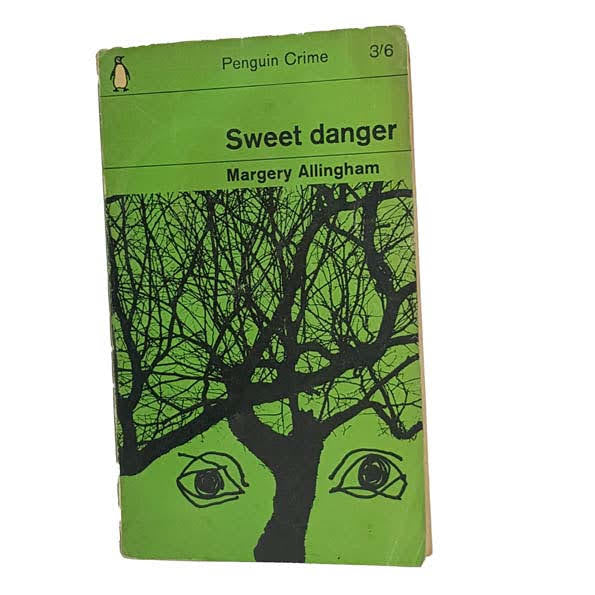 Penguin Crime 3/6
Sweet danger
Margery Allingham